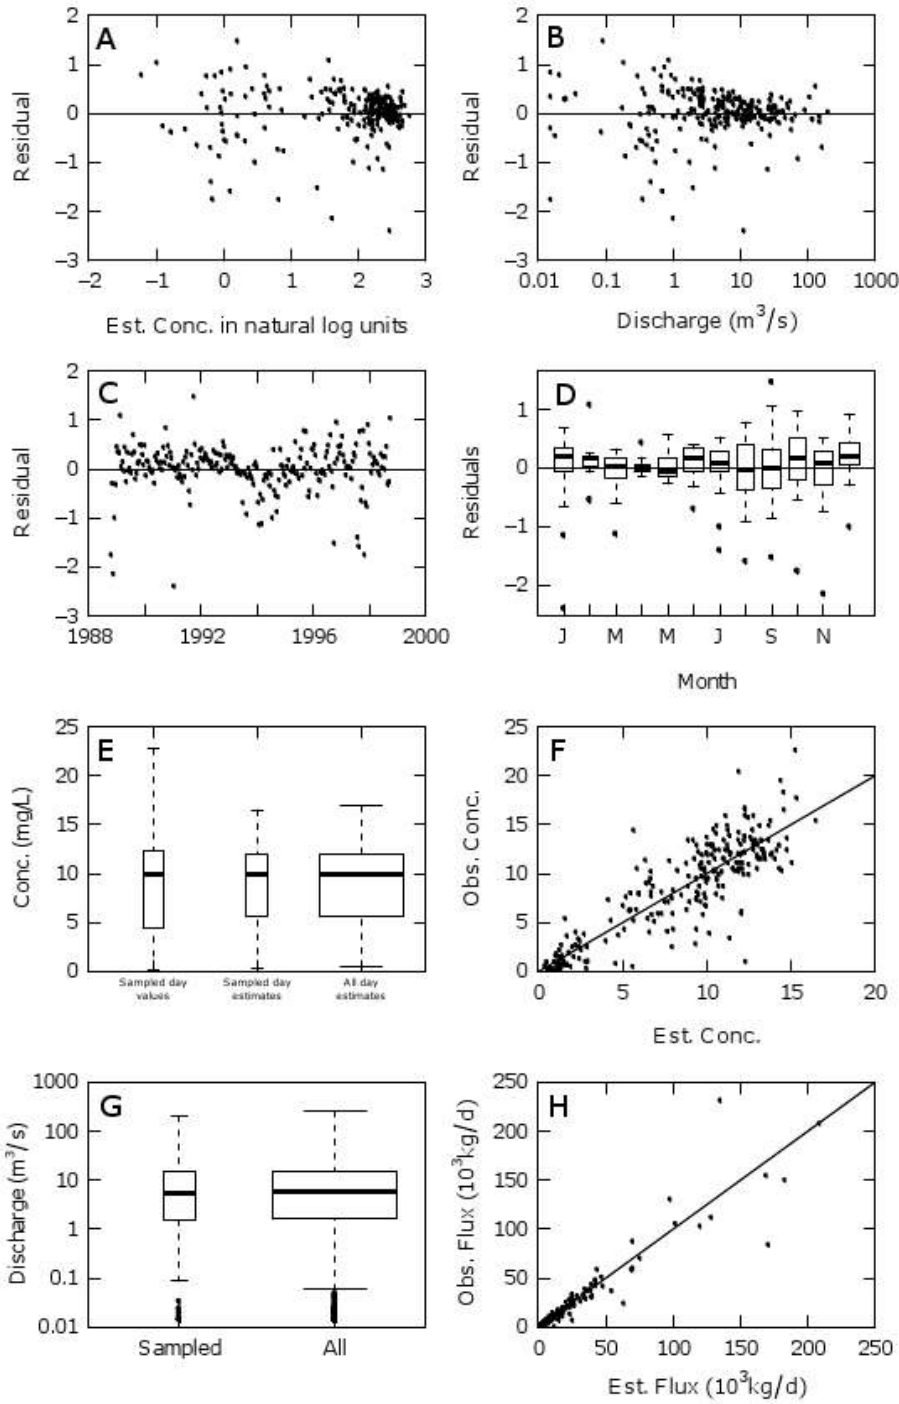 A
2
1
0
−1
−2
−3
Residual
−2 −1 0 1 2 3
Est. Conc. in natural log units
B
2
1
0
−1
−2
−3
Residual
0.01 0.1 1 10 100 1000
Discharge (m³/s)
C
2
1
0
−1
−2
−3
Residual
1988 1992 1996 2000
D
1
0
−1
−2
Residuals
J M M J S N
Month
E
25
20
15
10
5
0
Conc. (mg/L)
Sampled day Sampled day All day
values estimates estimates
F
25
20
15
10
5
0
Obs. Conc.
0 5 10 15 20
Est. Conc.
G
1000
100
10
1
0.1
0.01
Discharge (m³/s)
Sampled All
H
250
200
150
100
50
0
Obs. Flux (10³kg/d)
0 50 100 150 200 250
Est. Flux (10³kg/d)